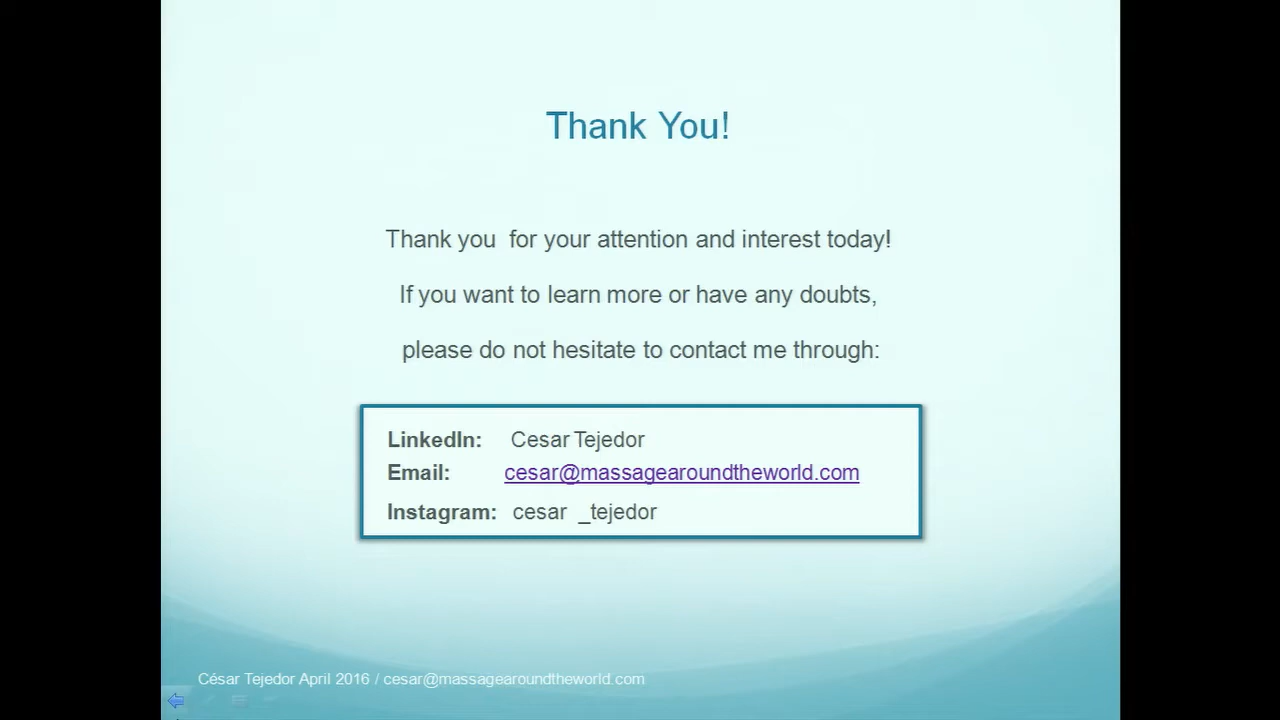 Thank You!
Thank you  for your attention and interest today!
If you want to learn more or have any doubts,
please do not hesitate to contact me through:
LinkedIn: Cesar Tejedor
Email: cesar@massagearoundtheworld.com
Instagram: cesar _tejedor
César Tejedor April 2016 / cesar@massagearoundtheworld.com